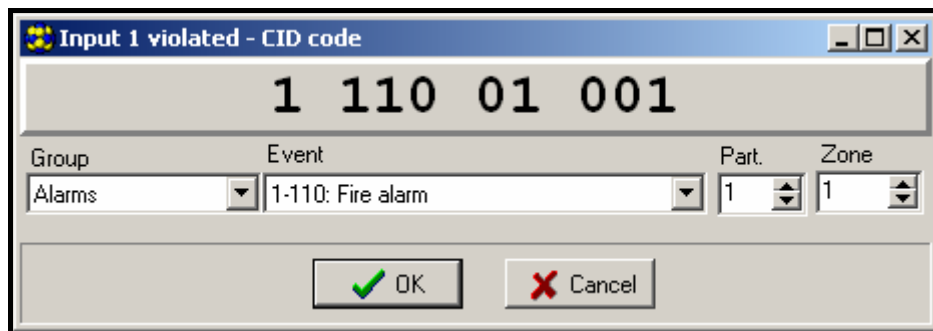 Input 1 violated - CID code
1 110 01 001
Group Event Part. Zone
Alarms 1-110: Fire alarm 1 1
OK Cancel